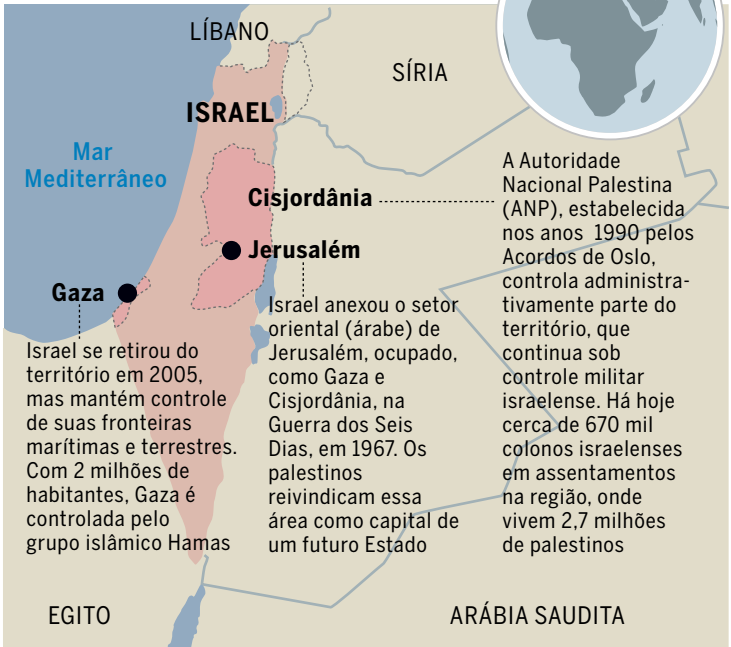 LÍBANO
SÍRIA
ISRAEL
Mar
Mediterrâneo
Cisjordânia
Jerusalém
Gaza
Israel se retirou do
território em 2005,
mas mantém controle
de suas fronteiras
marítimas e terrestres.
Com 2 milhões de
habitantes, Gaza é
controlada pelo
grupo islâmico Hamas
Israel anexou o setor
oriental (árabe) de
Jerusalém, ocupado,
como Gaza e
Cisjordânia, na
Guerra dos Seis
Dias, em 1967. Os
palestinos
reivindicam essa
área como capital de
um futuro Estado
A Autoridade
Nacional Palestina
(ANP), estabelecida
nos anos 1990 pelos
Acordos de Oslo,
controla administra-
tivamente parte do
território, que
continua sob
controle militar
israelense. Há hoje
cerca de 670 mil
colonos israelenses
em assentamentos
na região, onde
vivem 2,7 milhões
de palestinos
EGITO
ARÁBIA SAUDITA